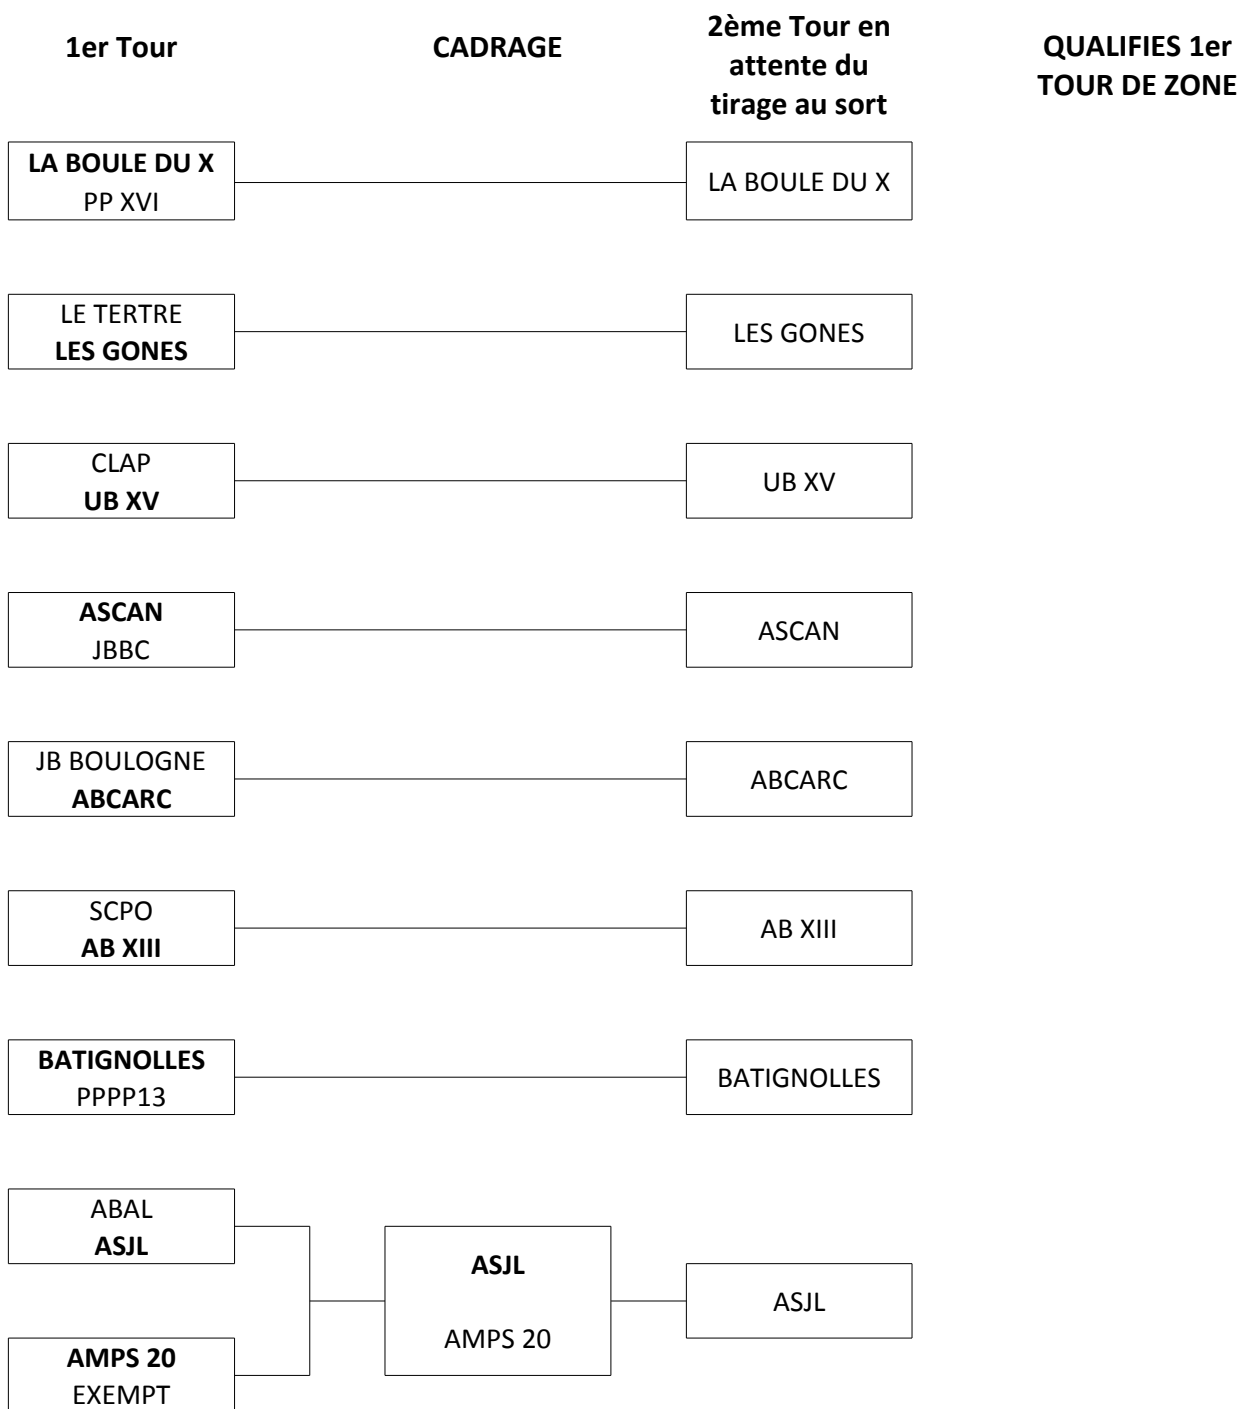 1er Tour
CADRAGE
2ème Tour en
attente du
tirage au sort
QUALIFIES 1er
TOUR DE ZONE
LA BOULE DU X
PP XVI
LA BOULE DU X
LE TERTRE
LES GONES
LES GONES
CLAP
UB XV
UB XV
ASCAN
JBBC
ASCAN
JB BOULOGNE
ABCARC
ABCARC
SCPO
AB XIII
AB XIII
BATIGNOLLES
PPPP13
BATIGNOLLES
ABAL
ASJL
ASJL
AMPS 20
ASJL
AMPS 20
EXEMPT